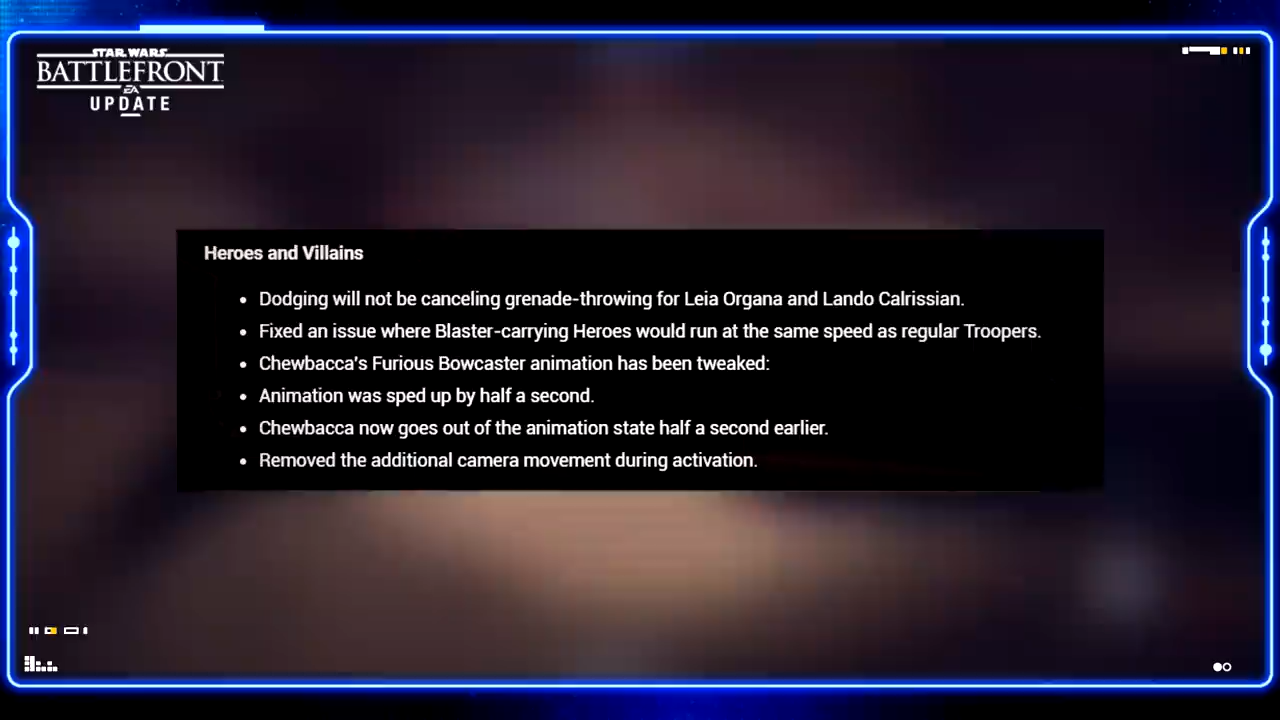 STAR WARS
BATTLEFRONT
EA
UPDATE
Heroes and Villains
• Dodging will not be canceling grenade-throwing for Leia Organa and Lando Calrissian.
• Fixed an issue where Blaster-carrying Heroes would run at the same speed as regular Troopers.
• Chewbacca's Furious Bowcaster animation has been tweaked:
• Animation was sped up by half a second.
• Chewbacca now goes out of the animation state half a second earlier.
• Removed the additional camera movement during activation.